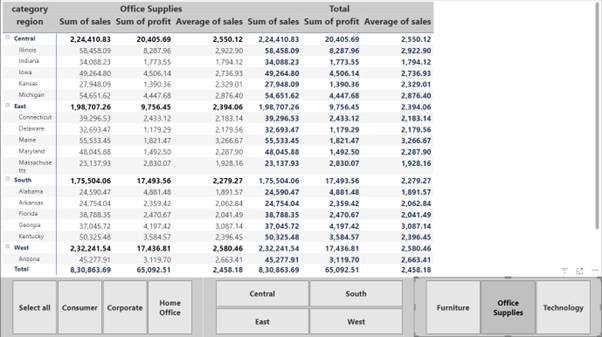 category Office Supplies Total
region Sum of sales Sum of profit Average of sales Sum of sales Sum of profit Average of sales
Central 2,24,410.83 20,405.69 2,550.12 2,24,410.83 20,405.69 2,550.12
Illinois 58,458.09 8,287.96 2,922.90 58,458.09 8,287.96 2,922.90
Indiana 34,088.23 1,773.55 1,794.12 34,088.23 1,773.55 1,794.12
Iowa 49,264.80 4,506.14 2,736.93 49,264.80 4,506.14 2,736.93
Kansas 27,948.09 1,390.36 2,329.01 27,948.09 1,390.36 2,329.01
Michigan 54,651.62 4,447.68 2,876.40 54,651.62 4,447.68 2,876.40
East 1,98,707.26 9,756.45 2,394.06 1,98,707.26 9,756.45 2,394.06
Connecticut 39,296.53 2,433.12 2,183.14 39,296.53 2,433.12 2,183.14
Delaware 32,693.47 1,179.29 2,179.56 32,693.47 1,179.29 2,179.56
Maine 55,533.45 1,821.47 3,266.67 55,533.45 1,821.47 3,266.67
Maryland 48,045.88 1,492.50 2,287.90 48,045.88 1,492.50 2,287.90
Massachuse 23,137.93 2,830.07 1,928.16 23,137.93 2,830.07 1,928.16
tts
South 1,75,504.06 17,493.56 2,279.27 1,75,504.06 17,493.56 2,279.27
Alabama 24,590.47 4,881.48 1,891.57 24,590.47 4,881.48 1,891.57
Arkansas 24,754.04 2,359.42 2,062.84 24,754.04 2,359.42 2,062.84
Florida 38,788.35 2,470.67 2,041.49 38,788.35 2,470.67 2,041.49
Georgia 37,045.72 4,197.42 3,087.14 37,045.72 4,197.42 3,087.14
Kentucky 50,325.48 3,584.57 2,396.45 50,325.48 3,584.57 2,396.45
West 2,32,241.54 17,436.81 2,580.46 2,32,241.54 17,436.81 2,580.46
Arizona 45,277.91 3,119.70 2,663.41 45,277.91 3,119.70 2,663.41
Total 8,30,863.69 65,092.51 2,458.18 8,30,863.69 65,092.51 2,458.18
Select all Consumer Corporate Home Office
Central South
East West
Furniture Office Supplies Technology